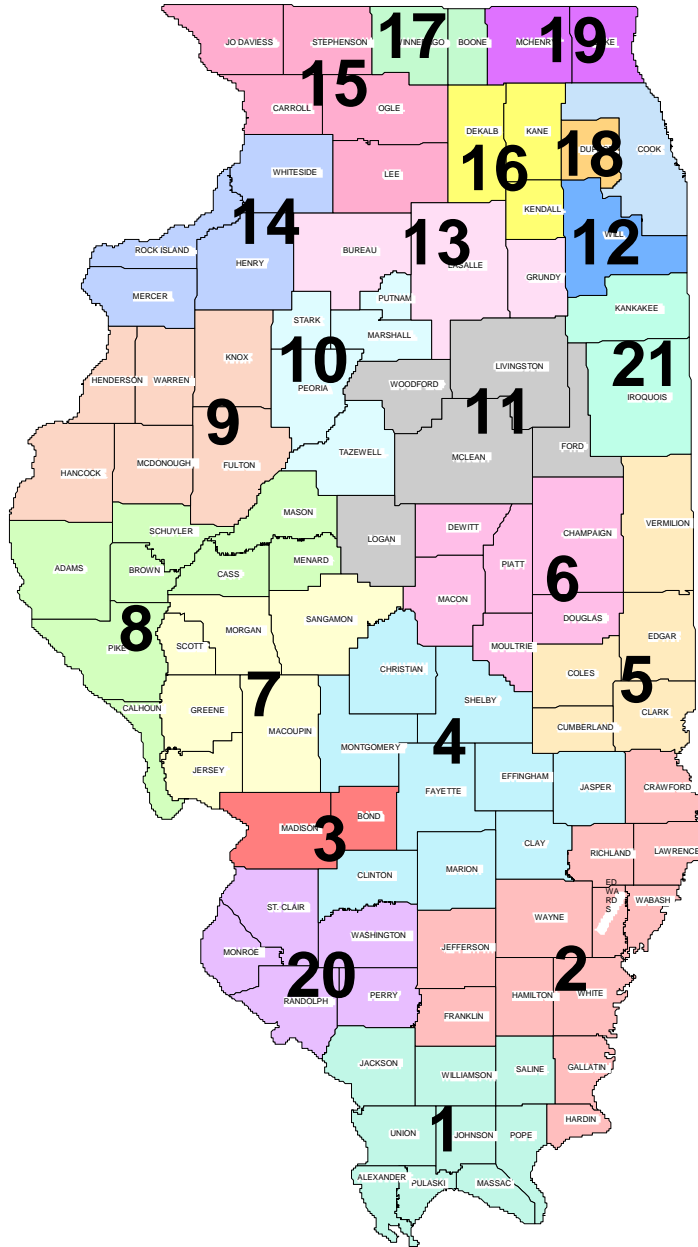 JO DAVIESS
STEPHENSON
WINNEBAGO
17
BOONE
MCHENRY
19
LAKE
15
CARROLL
OGLE
DEKALB
KANE
COOK
16
18
WHITESIDE
LEE
KENDALL
14
13
12
WILL
ROCK ISLAND
BUREAU
HENRY
LASALLE
GRUNDY
MERCER
PUTNAM
KANKAKEE
STARK
MARSHALL
KNOX
10
21
HENDERSON
WARREN
PEORIA
WOODFORD
LIVINGSTON
IROQUOIS
9
11
HANCOCK
MCDONOUGH
FULTON
TAZEWELL
MCLEAN
FORD
MASON
SCHUYLER
LOGAN
DEWITT
CHAMPAIGN
VERMILION
ADAMS
BROWN
CASS
MENARD
PIATT
6
MACON
SANGAMON
DOUGLAS
8
PIKE
SCOTT
MORGAN
MOULTRIE
EDGAR
CHRISTIAN
COLES
5
7
CALHOUN
GREENE
SHELBY
CLARK
MACOUPIN
MONTGOMERY
4
CUMBERLAND
JERSEY
EFFINGHAM
FAYETTE
JASPER
CRAWFORD
MADISON
3
BOND
CLAY
RICHLAND
LAWRENCE
CLINTON
MARION
ED
WA
RD
S
WABASH
ST. CLAIR
WAYNE
MONROE
WASHINGTON
JEFFERSON
20
2
RANDOLPH
PERRY
HAMILTON
WHITE
FRANKLIN
JACKSON
WILLIAMSON
SALINE
GALLATIN
UNION
1
JOHNSON
POPE
HARDIN
ALEXANDER
PULASKI
MASSAC